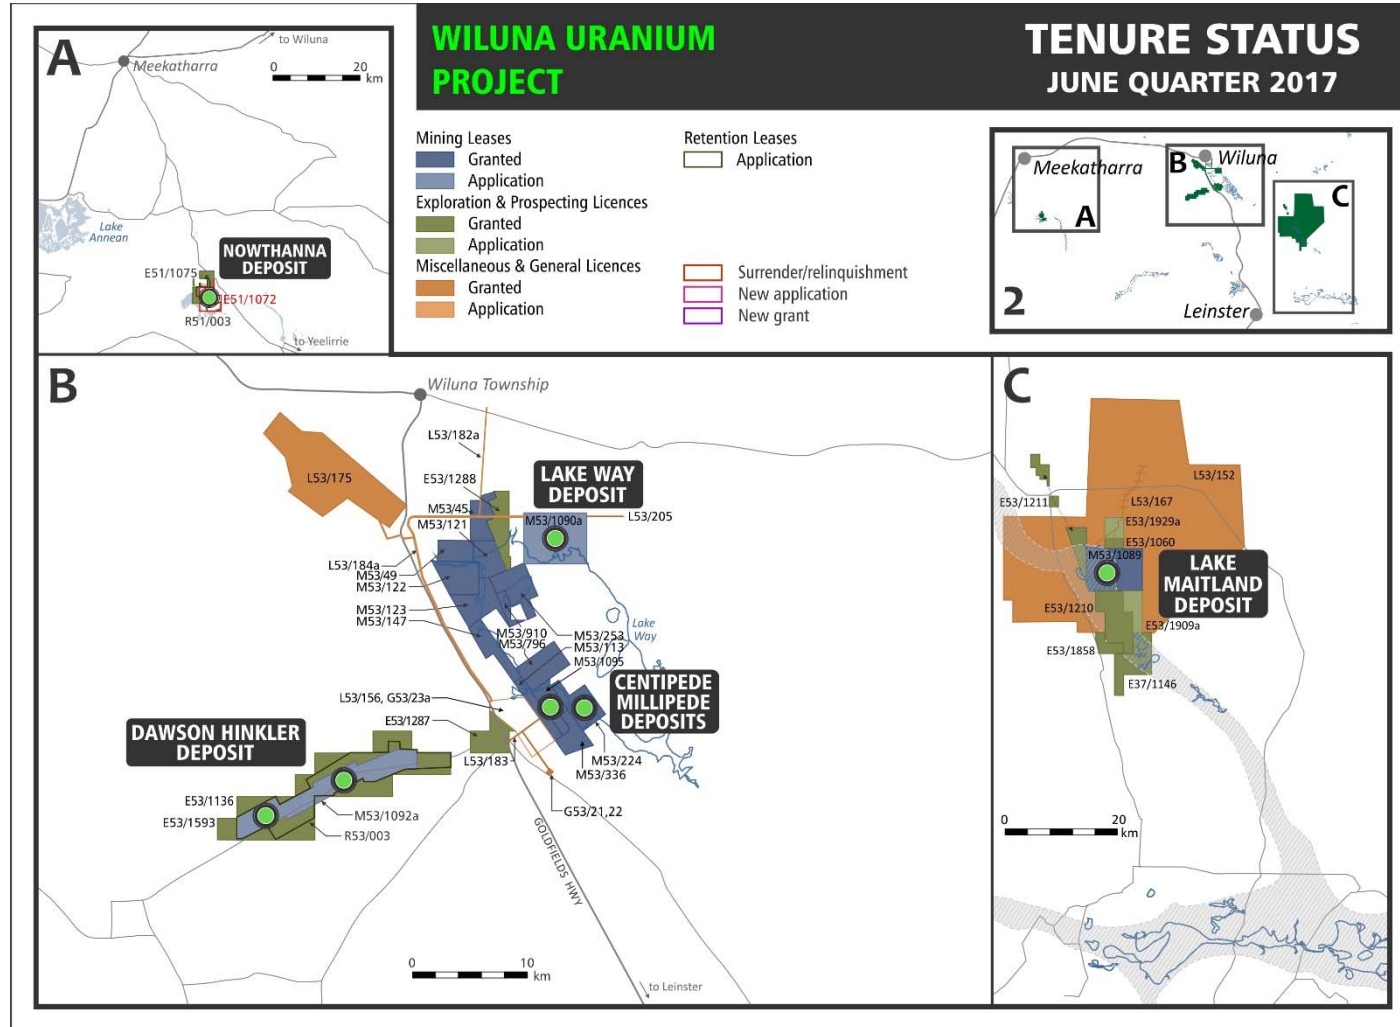 A
to Wiluna
Meekatharra
0 20
km
Lake
Annean
NOWTHANNA
DEPOSIT
E51/1075
E51/1072
R51/003
to Yeelirrie
WILUNA URANIUM
PROJECT
TENURE STATUS
JUNE QUARTER 2017
Mining Leases
Granted
Application
Exploration & Prospecting Licences
Granted
Application
Miscellaneous & General Licences
Granted
Application
Retention Leases
Application
Surrender/relinquishment
New application
New grant
Meekatharra
A
B
Wiluna
C
2
Leinster
B
Wiluna Township
L53/182a
L53/175
E53/1288
LAKE WAY
DEPOSIT
M53/45
M53/121
M53/1090a
L53/205
L53/184a
M53/49
M53/122
M53/123
M53/147
M53/910
M53/796
M53/253
M53/113
M53/1095
Lake
Way
CENTIPEDE
MILLIPEDE
DEPOSITS
L53/156, G53/23a
E53/1287
L53/183
M53/224
M53/336
G53/21,22
DAWSON HINKLER
DEPOSIT
E53/1136
E53/1593
M53/1092a
R53/003
GOLDFIELDS HWY
0 10
km
to Leinster
C
L53/152
E53/1211
L53/167
E53/1929a
E53/1060
M53/1089
LAKE
MAITLAND
DEPOSIT
E53/1210
E53/1909a
E53/1858
E37/1146
0 20
km